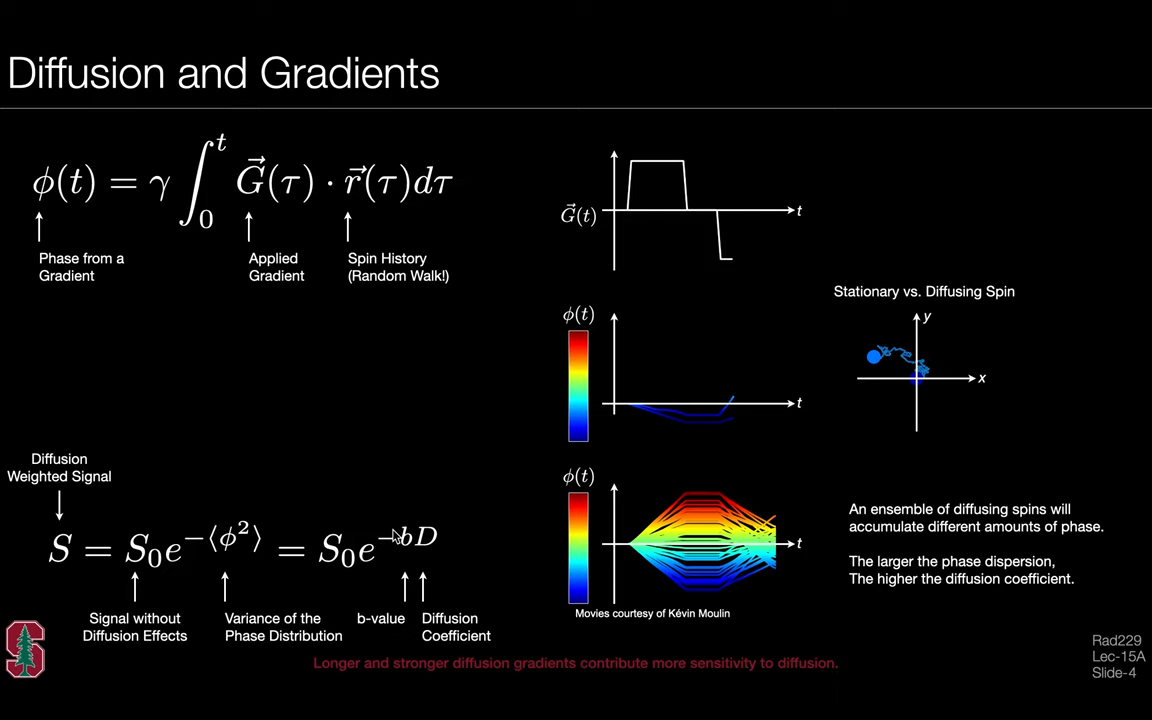 Diffusion and Gradients
ϕ(t) = γ ∫₀ᵗ G⃗(τ) · r⃗(τ)dτ
Phase from a
Gradient
Applied
Gradient
Spin History
(Random Walk!)
G⃗(t)
t
Stationary vs. Diffusing Spin
y
x
ϕ(t)
t
Diffusion
Weighted Signal
S = S₀e^{-⟨ϕ²⟩} = S₀e^{-bD}
Signal without
Diffusion Effects
Variance of the
Phase Distribution
b-value
Diffusion
Coefficient
ϕ(t)
t
Movies courtesy of Kévin Moulin
An ensemble of diffusing spins will
accumulate different amounts of phase.
The larger the phase dispersion,
The higher the diffusion coefficient.
S
Longer and stronger diffusion gradients contribute more sensitivity to diffusion.
Rad229
Lec-15A
Slide-4